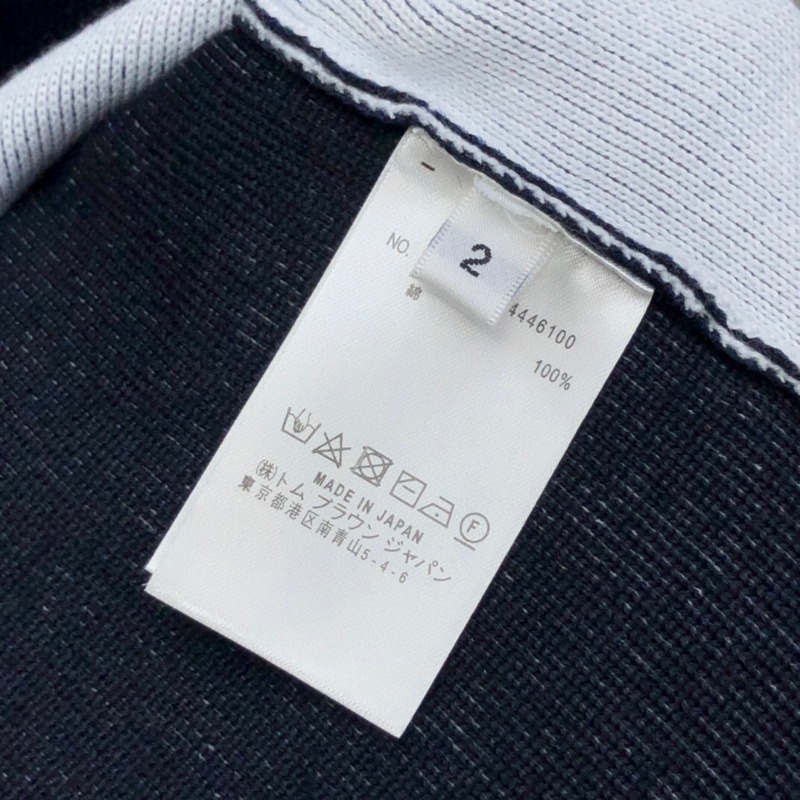 2
NO. 4446100
綿 100%
F
MADE IN JAPAN
(株)トム ブラウン ジャパン
東京都港区南青山5-4-6